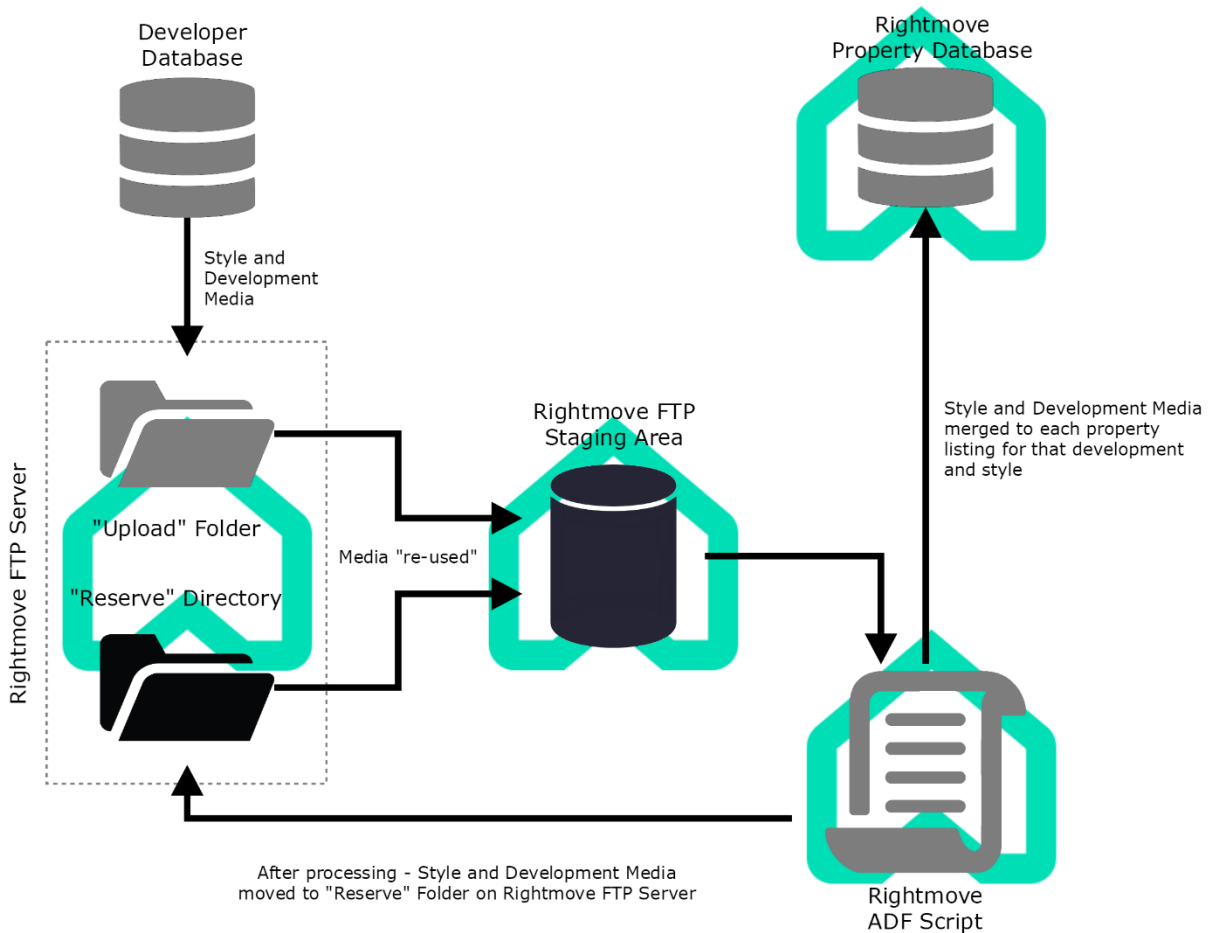 Developer
Database
Rightmove
Property Database
Style and
Development
Media
Rightmove FTP Server
"Upload" Folder
"Reserve" Directory
Media "re-used"
Rightmove FTP
Staging Area
Style and Development Media
merged to each property
listing for that development
and style
After processing - Style and Development Media
moved to "Reserve" Folder on Rightmove FTP Server
Rightmove
ADF Script